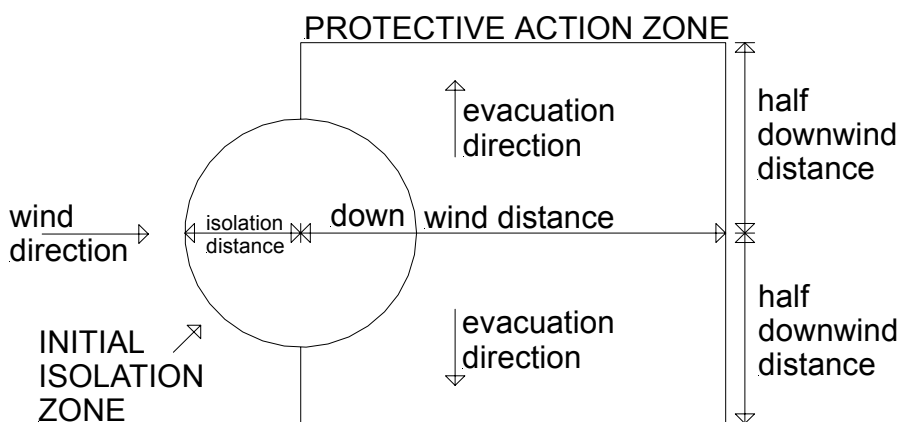 PROTECTIVE ACTION ZONE
evacuation
direction
half
downwind
distance
wind
direction
isolation
distance
down wind distance
evacuation
direction
half
downwind
distance
INITIAL
ISOLATION
ZONE